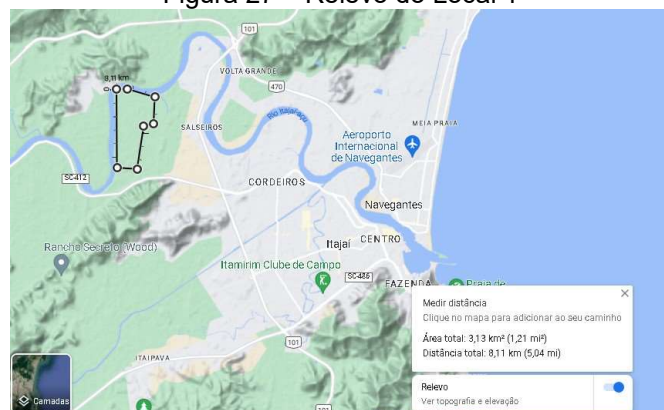 Figura 27 – Relevo do Local 1
101
VOLTA GRANDE
470
8,11 km
Rio Itajaí-açu
MEIA PRAIA
SALSEIROS
Aeroporto
Internacional
de Navegantes
SC-412
CORDEIROS
Navegantes
Rancho Secreto (Wood)
Itajaí
CENTRO
Itamirim Clube de Campo
SC-486
FAZENDA
Praia de
Medir distância
Clique no mapa para adicionar ao seu caminho
Área total: 3,13 km² (1,21 mi²)
Distância total: 8,11 km (5,04 mi)
101
ITAIPAVA
Relevo
Ver topografia e elevação
Camadas
101